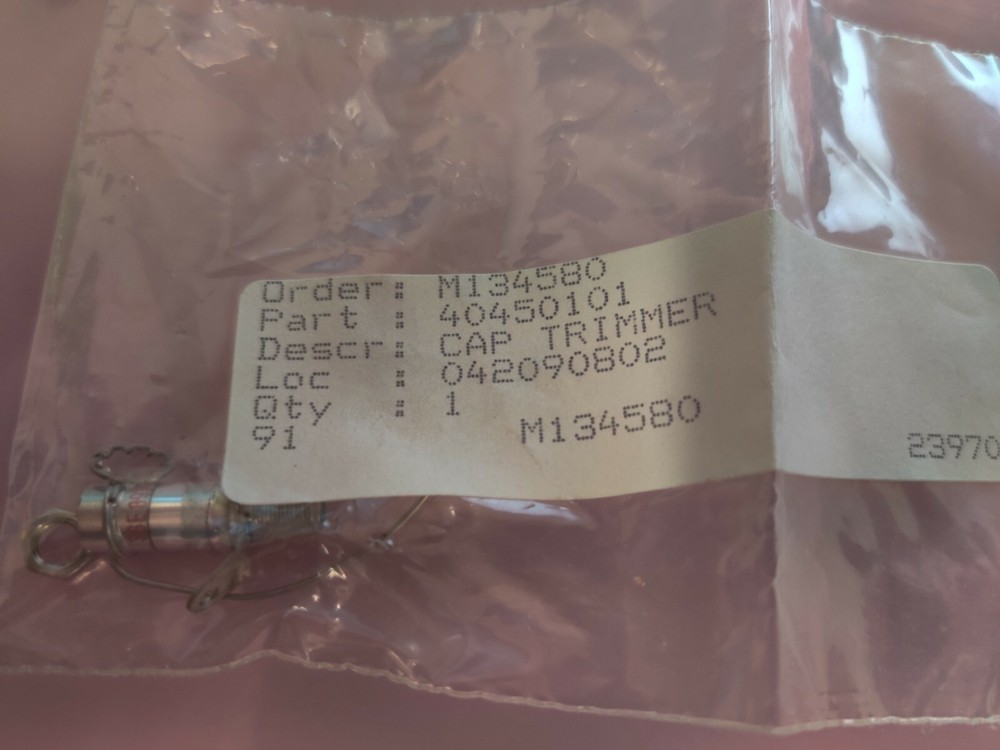 Order: M134580
Part : 40450101
Descr: CAP TRIMMER
Loc : 042090802
Qty : 1
91 M134580 23970